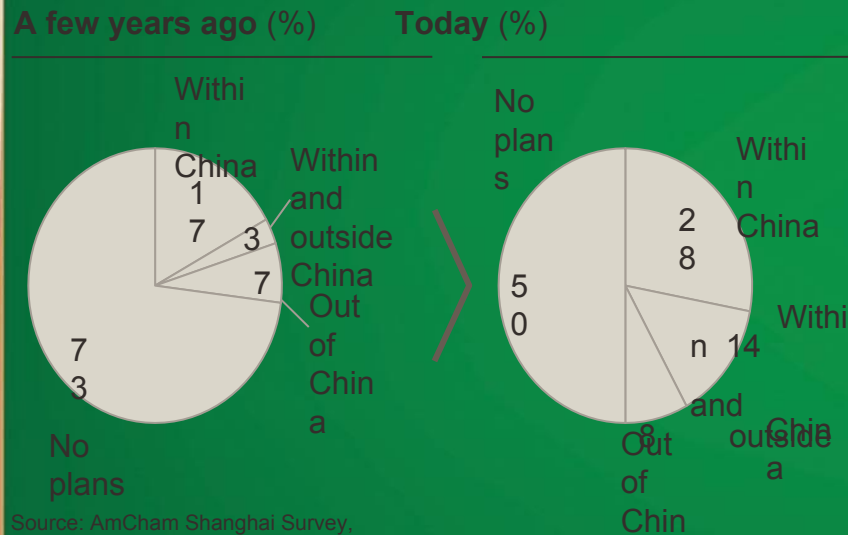 A few years ago (%)
Today (%)
Withi
n
China
1
7
Within
and
outside
China
3
7
Out
of
Chin
a
7
3
No
plans
No
plan
s
Withi
n
China
2
8
5
0
Withi
n 14
and
outside
Chin
a
8
Out
of
Chin
Source: AmCham Shanghai Survey,